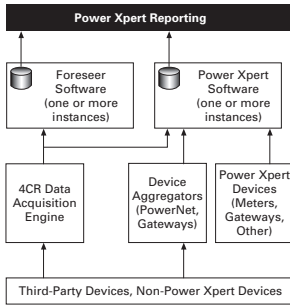 Power Xpert Reporting
Foreseer
Software
(one or more
instances)
Power Xpert
Software
(one or more
instances)
4CR Data
Acquisition
Engine
Device
Aggregators
(PowerNet,
Gateways)
Power Xpert
Devices
(Meters,
Gateways,
Other)
Third-Party Devices, Non-Power Xpert Devices